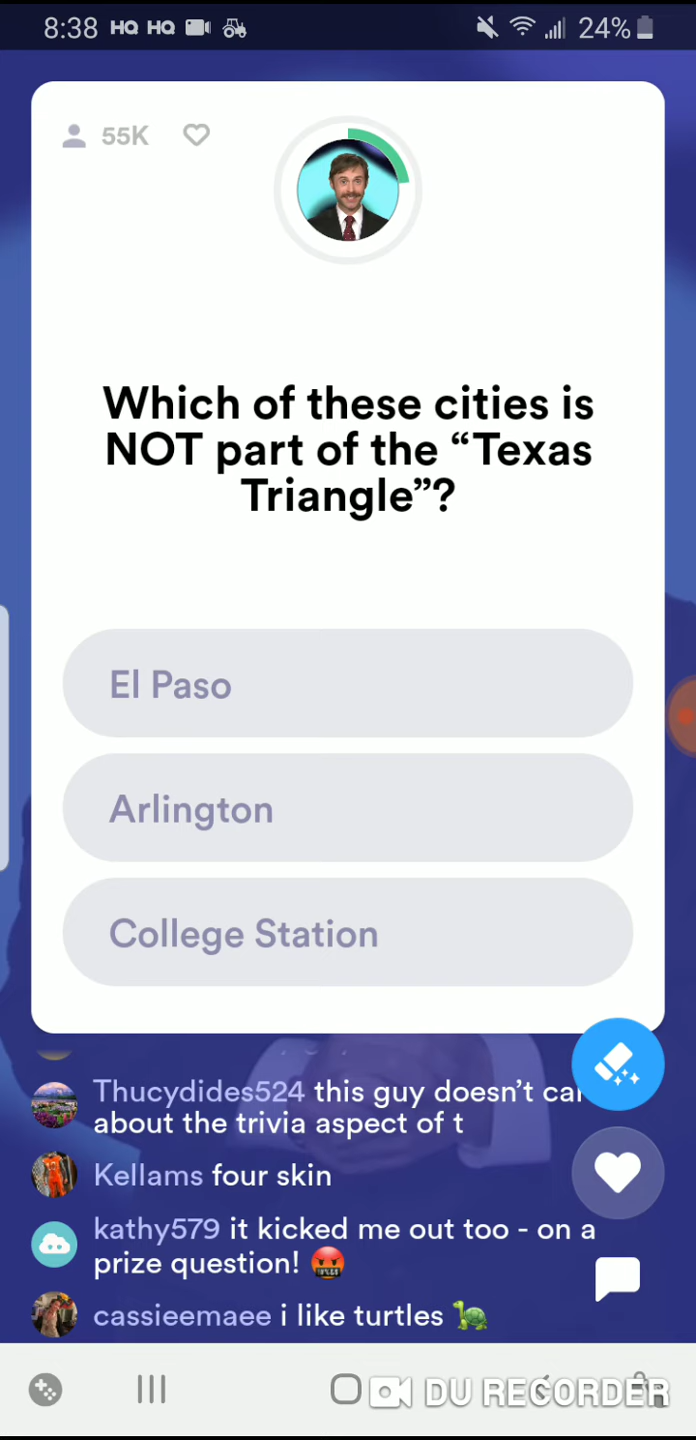 8:38 HQ HQ 24%
55K
Which of these cities is
NOT part of the “Texas
Triangle”?
El Paso
Arlington
College Station
Thucydides524 this guy doesn’t
about the trivia aspect of t
Kellams four skin
kathy579 it kicked me out too - on a
prize question!
cassieemaee i like turtles
DU RECORDER